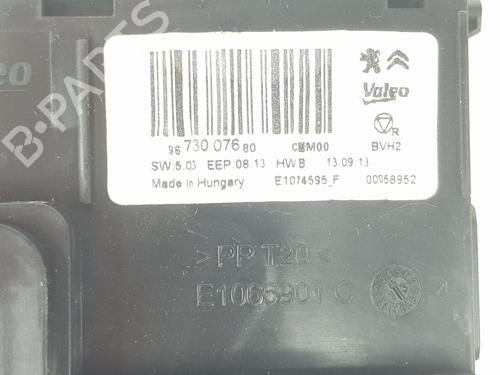 B-PARTS
Valeo
96 730 076 80 CBM00 BVH2
SW:5.03 EEP:08.13 HWB 13.09.13
Made in Hungary E1074595_F 00058952
>PP T20<
E1065901 C 4